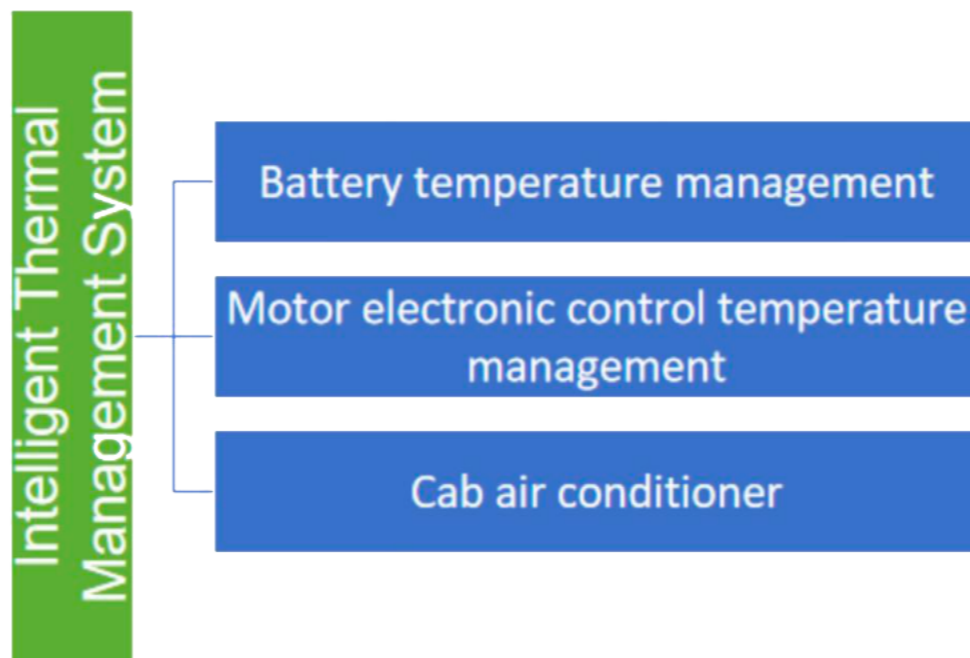 Intelligent Thermal
Management System
Battery temperature management
Motor electronic control temperature
management
Cab air conditioner